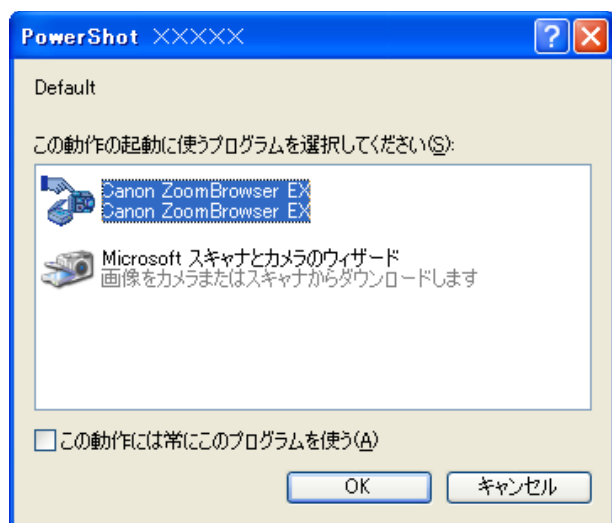 PowerShot ×××××
Default
この動作の起動に使うプログラムを選択してください(S):
Canon ZoomBrowser EX
Canon ZoomBrowser EX
Microsoft スキャナとカメラのウィザード
画像をカメラまたはスキャナからダウンロードします
この動作には常にこのプログラムを使う(A)
OK キャンセル